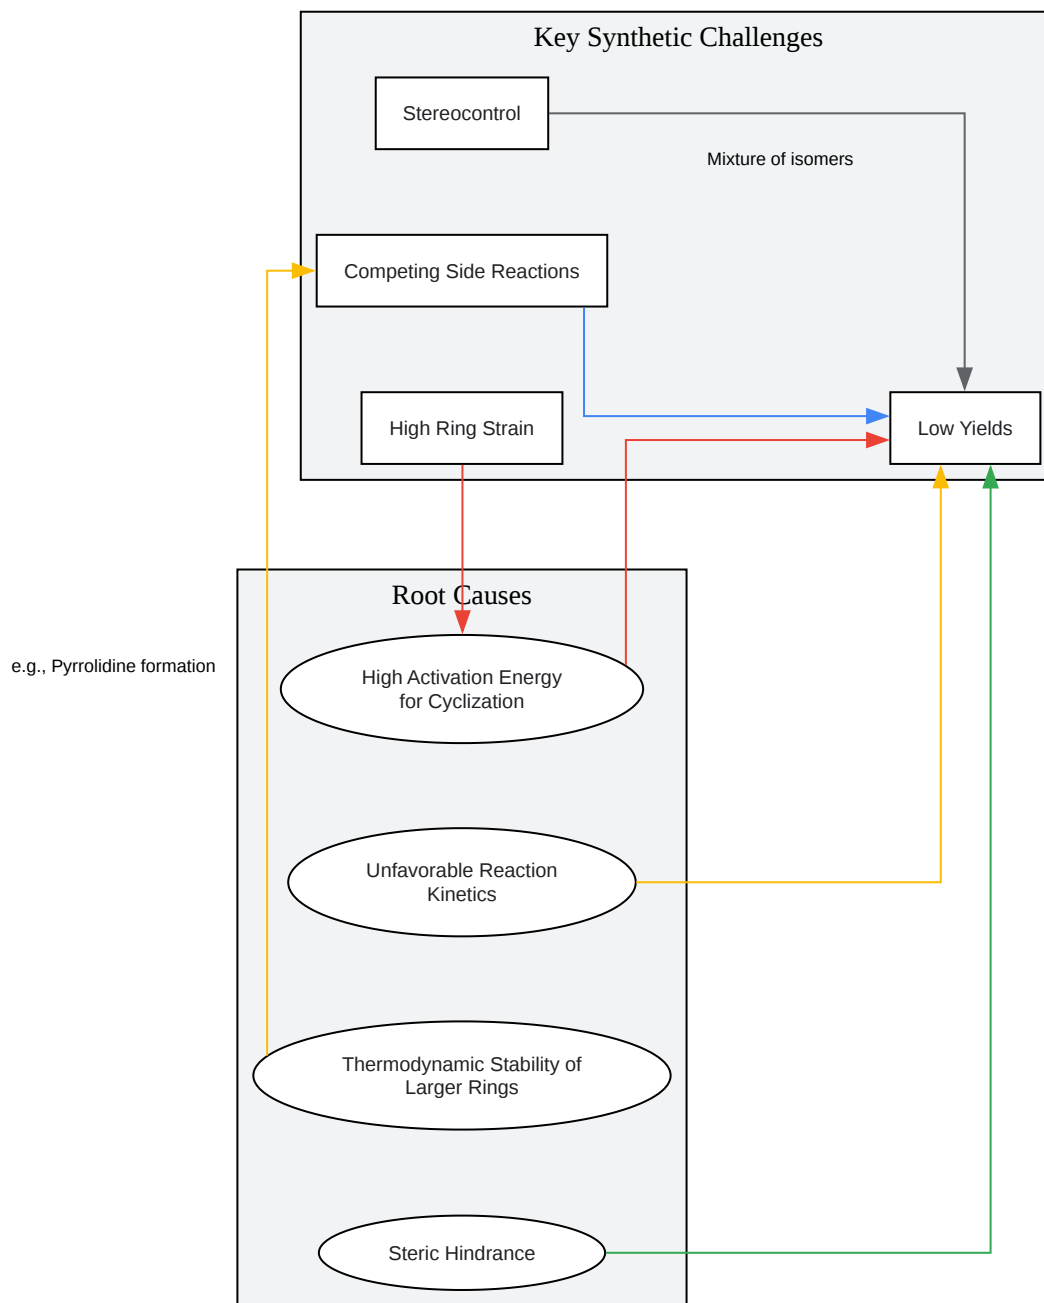 Key Synthetic Challenges
Stereocontrol
Mixture of isomers
Competing Side Reactions
High Ring Strain
Low Yields
Root Causes
e.g., Pyrrolidine formation
High Activation Energy
for Cyclization
Unfavorable Reaction
Kinetics
Thermodynamic Stability of
Larger Rings
Steric Hindrance